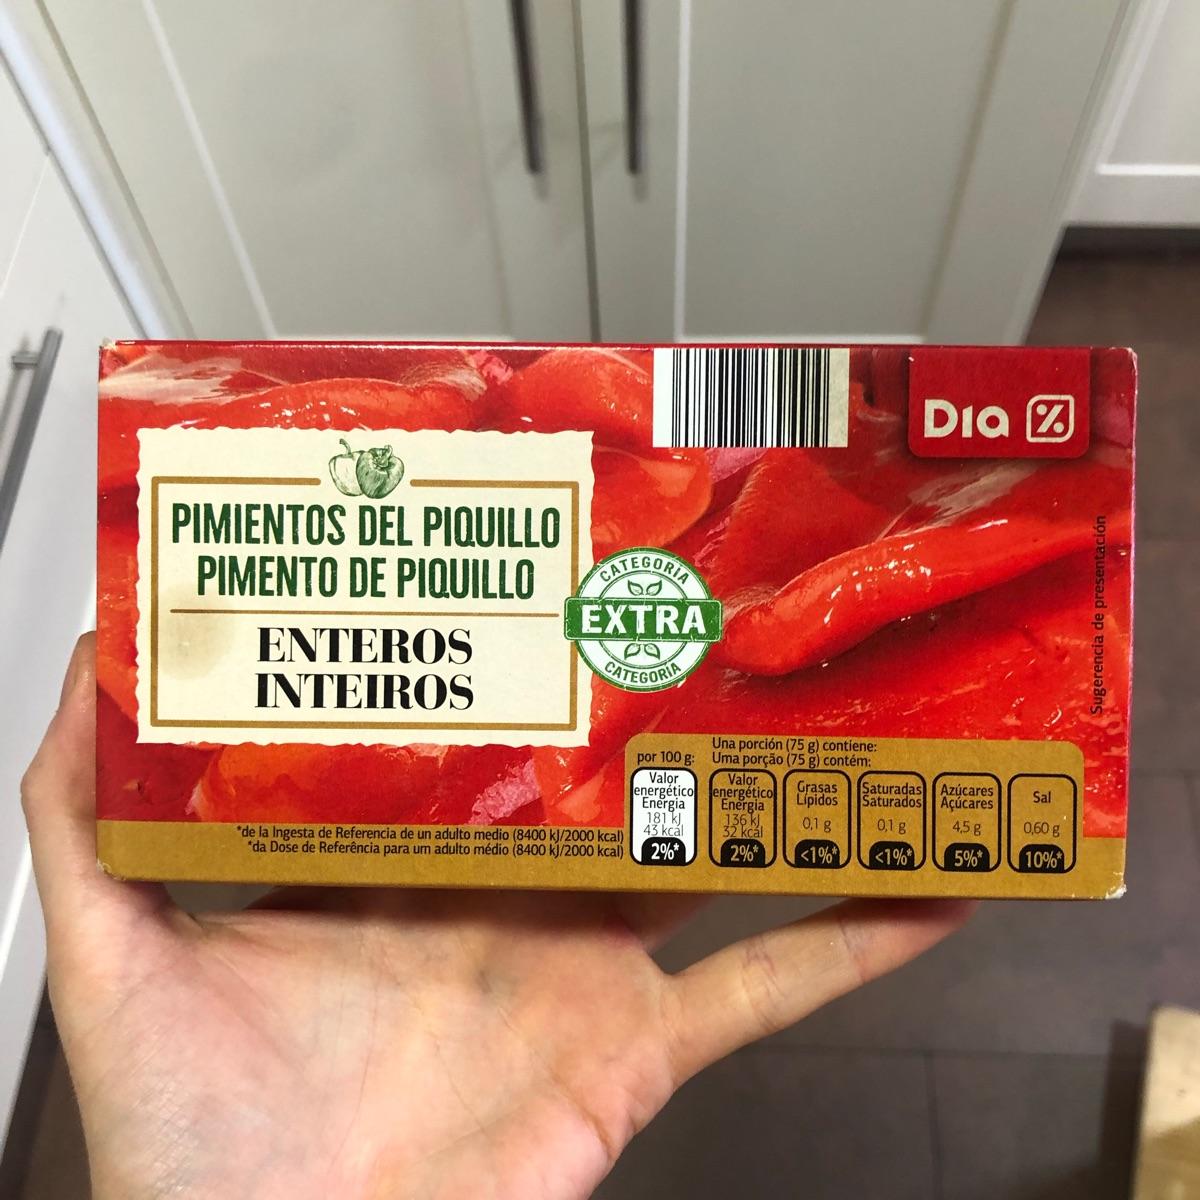 Dia %
PIMIENTOS DEL PIQUILLO
PIMENTO DE PIQUILLO
ENTEROS
INTEIROS
CATEGORÍA
EXTRA
CATEGORIA
Sugerencia de presentación
*de la Ingesta de Referencia de un adulto medio (8400 kJ/2000 kcal)
*da Dose de Referência para um adulto médio (8400 kJ/2000 kcal)
por 100 g:
Valor
energético
Energia
181 kJ
43 kcal
2%*
Una porción (75 g) contiene:
Uma porção (75 g) contém:
Valor
energético
Energia
136 kJ
32 kcal
2%*
Grasas
Lípidos
0,1 g
<1%*
Saturadas
Saturados
0,1 g
<1%*
Azúcares
Açúcares
4,5 g
5%*
Sal
0,60 g
10%*